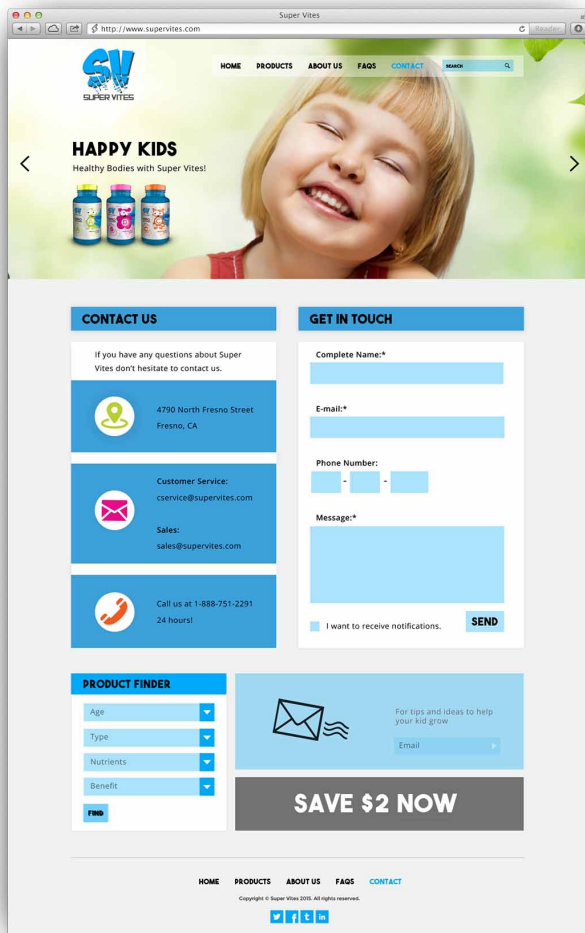 Super Vites
http://www.supervites.com
Reader
SV
SUPER VITES
HOME PRODUCTS ABOUT US FAQS CONTACT SEARCH
HAPPY KIDS
Healthy Bodies with Super Vites!
CONTACT US
If you have any questions about Super
Vites don't hesitate to contact us.
4790 North Fresno Street
Fresno, CA
Customer Service:
cservice@supervites.com
Sales:
sales@supervites.com
Call us at 1-888-751-2291
24 hours!
GET IN TOUCH
Complete Name:*
E-mail:*
Phone Number:
- -
Message:*
I want to receive notifications.
SEND
PRODUCT FINDER
Age
Type
Nutrients
Benefit
FIND
For tips and ideas to help
your kid grow
Email
SAVE $2 NOW
HOME PRODUCTS ABOUT US FAQS CONTACT
Copyright © Super Vites 2015. All rights reserved.